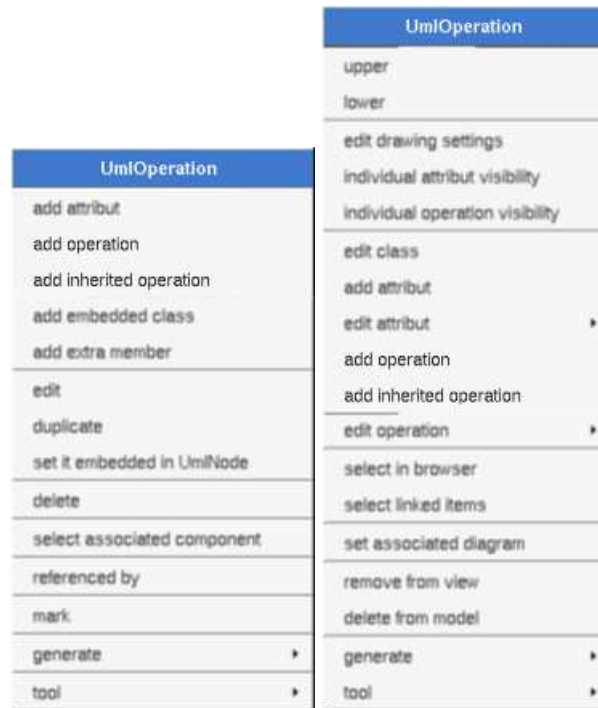 UmlOperation
add attribut
add operation
add inherited operation
add embedded class
add extra member
edit
duplicate
set it embedded in UmlNode
delete
select associated component
referenced by
mark
generate
tool
UmlOperation
upper
lower
edit drawing settings
individual attribut visibility
individual operation visibility
edit class
add attribut
edit attribut
add operation
add inherited operation
edit operation
select in browser
select linked items
set associated diagram
remove from view
delete from model
generate
tool